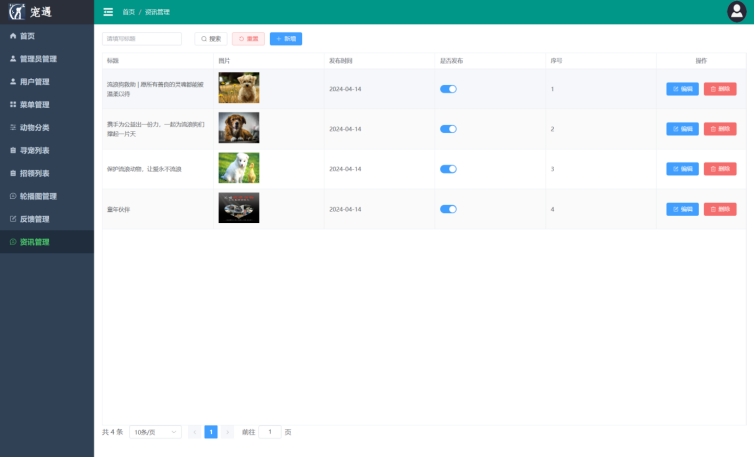 宠遇
首页 / 资讯管理
首页
管理员管理
用户管理
菜单管理
动物分类
寻宠列表
招领列表
轮播图管理
反馈管理
资讯管理
请填写标题
搜索
重置
+ 新增
标题 图片 发布时间 是否发布 序号 操作
流浪狗救助 | 愿所有善良的灵魂都能被
温柔以待
2024-04-14 1 编辑 删除
携手为公益出一份力，一起为流浪狗们
撑起一片天
2024-04-14 2 编辑 删除
保护流浪动物，让爱永不流浪
2024-04-14 3 编辑 删除
童年伙伴
2024-04-14 4 编辑 删除
共 4 条 10条/页 < 1 > 前往 1 页